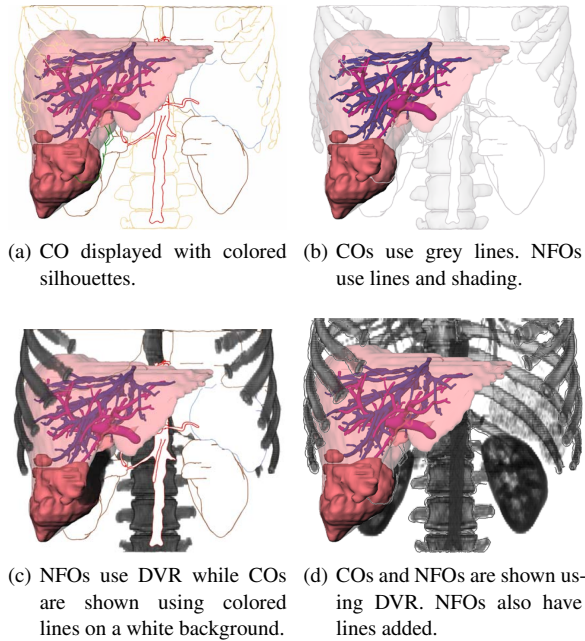 (a) CO displayed with colored
silhouettes.
(b) COs use grey lines. NFOs
use lines and shading.
(c) NFOs use DVR while COs
are shown using colored
lines on a white background.
(d) COs and NFOs are shown us-
ing DVR. NFOs also have
lines added.